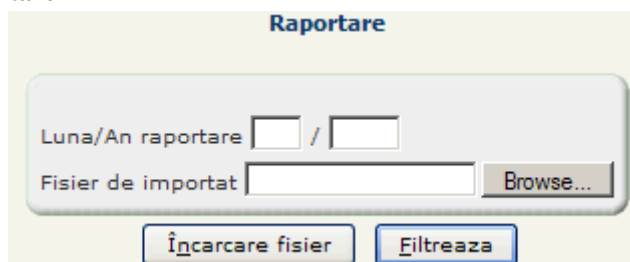 Raportare
Luna/An raportare /
Fisier de importat Browse...
Încarcare fisier Filtreaza